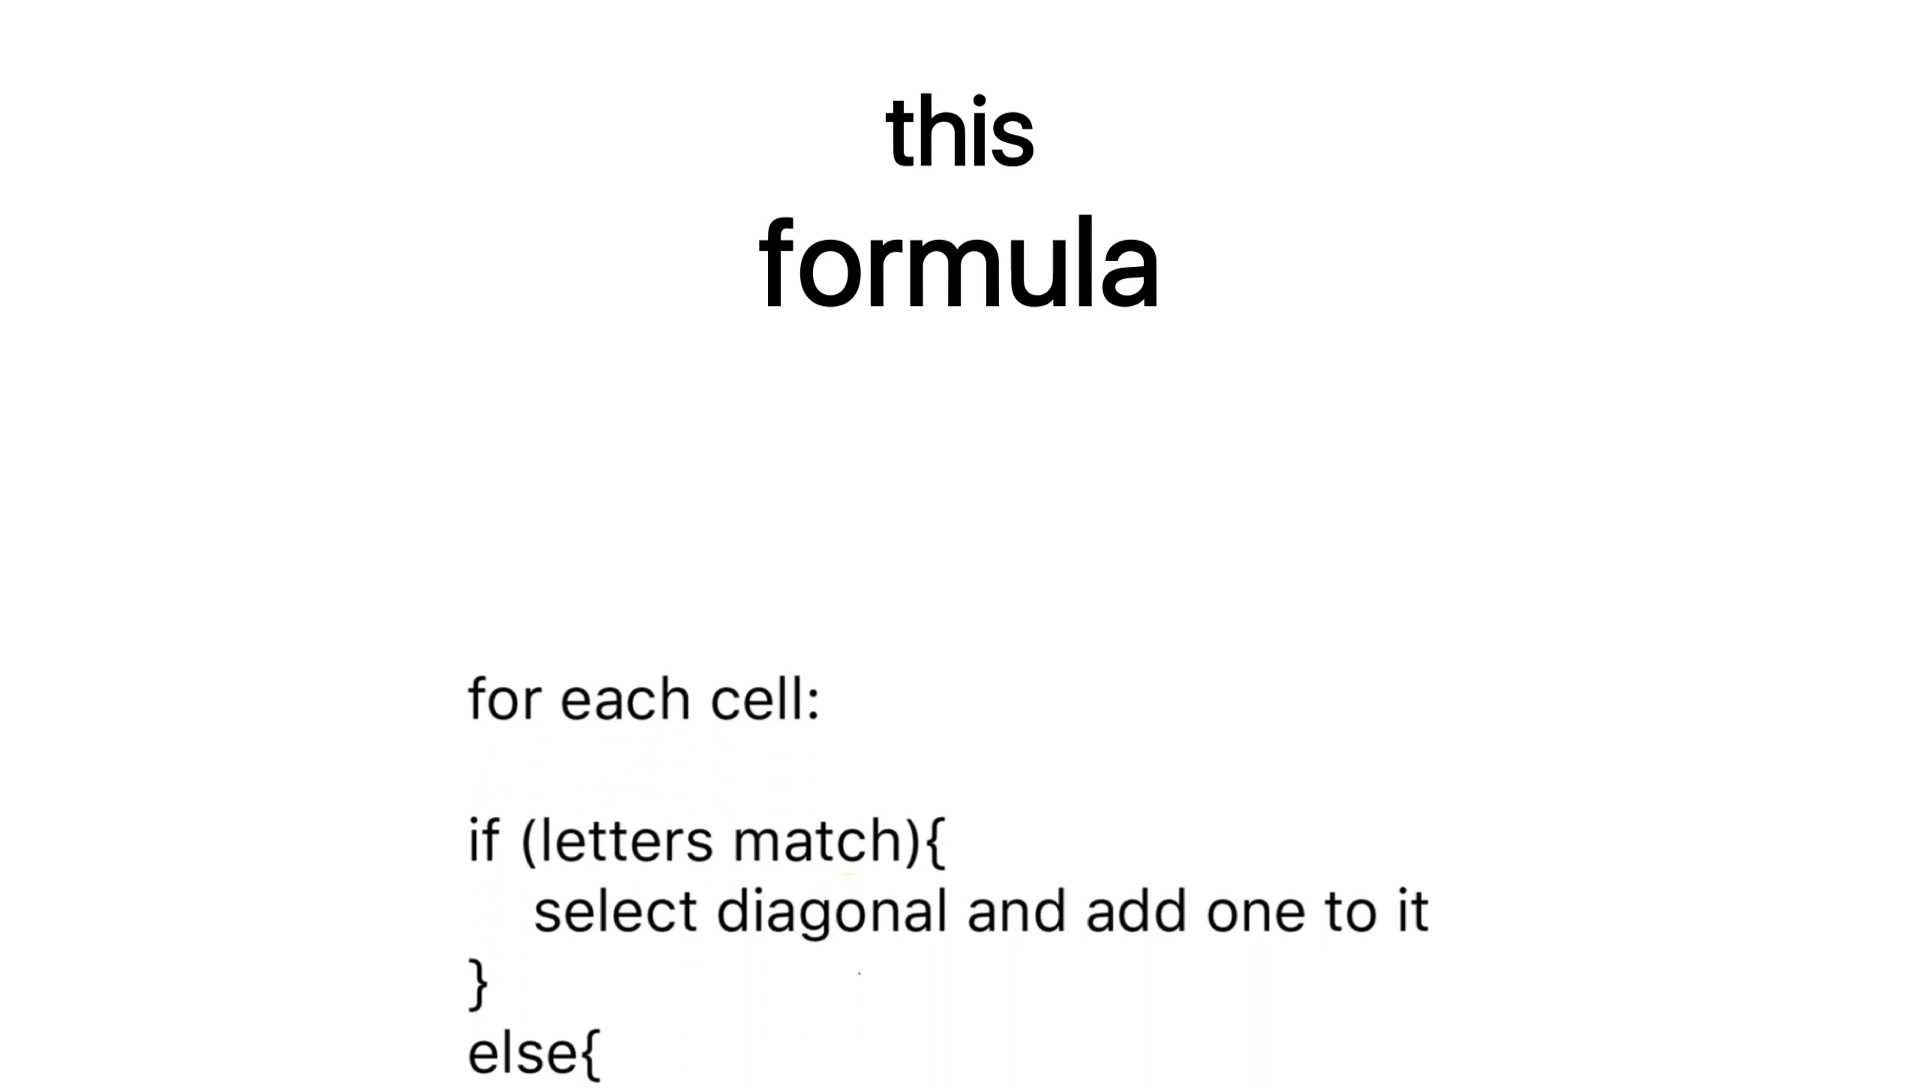 this
formula
for each cell:
if (letters match){
select diagonal and add one to it
}
else{